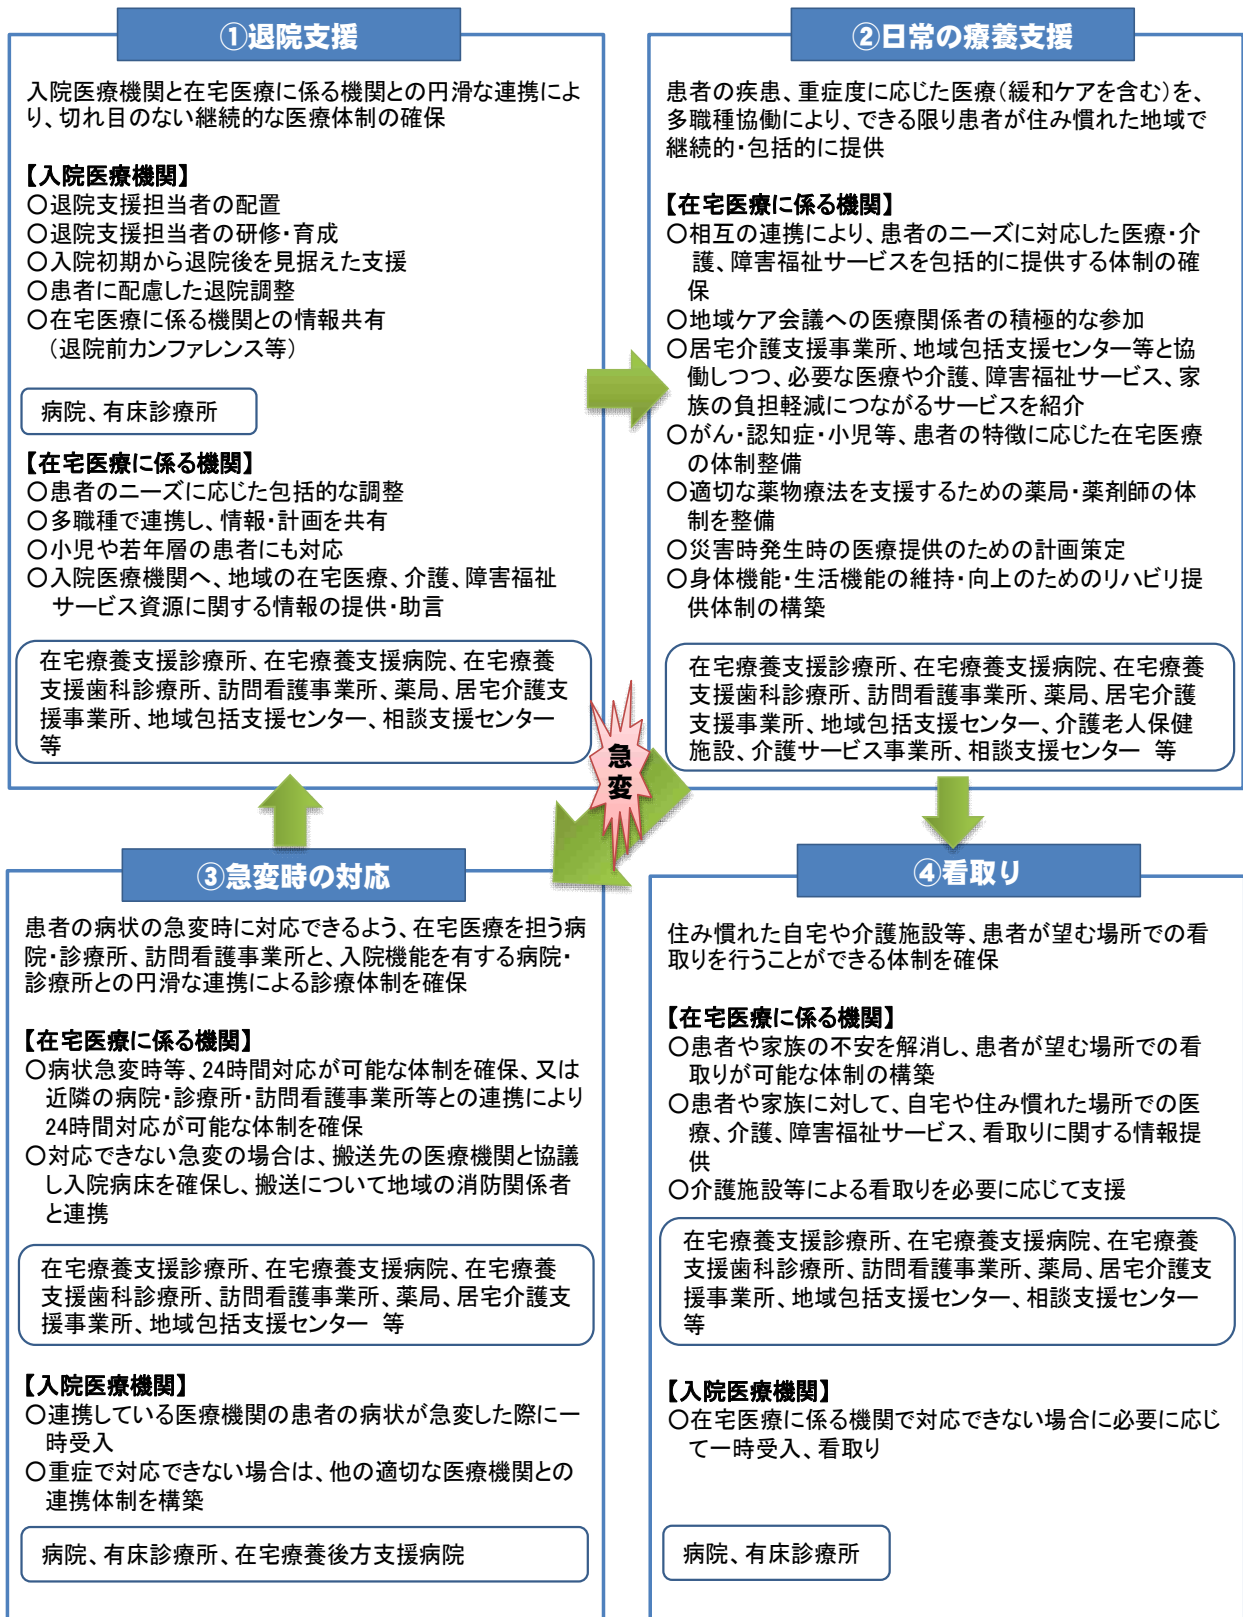 ①退院支援
入院医療機関と在宅医療に係る機関との円滑な連携によ
り、切れ目のない継続的な医療体制の確保
【入院医療機関】
○退院支援担当者の配置
○退院支援担当者の研修・育成
○入院初期から退院後を見据えた支援
○患者に配慮した退院調整
○在宅医療に係る機関との情報共有
（退院前カンファレンス等）
病院、有床診療所
【在宅医療に係る機関】
○患者のニーズに応じた包括的な調整
○多職種で連携し、情報・計画を共有
○小児や若年層の患者にも対応
○入院医療機関へ、地域の在宅医療、介護、障害福祉
サービス資源に関する情報の提供・助言
在宅療養支援診療所、在宅療養支援病院、在宅療養
支援歯科診療所、訪問看護事業所、薬局、居宅介護支
援事業所、地域包括支援センター、相談支援センター
等
②日常の療養支援
患者の疾患、重症度に応じた医療（緩和ケアを含む）を、
多職種協働により、できる限り患者が住み慣れた地域で
継続的・包括的に提供
【在宅医療に係る機関】
○相互の連携により、患者のニーズに対応した医療・介
護、障害福祉サービスを包括的に提供する体制の確
保
○地域ケア会議への医療関係者の積極的な参加
○居宅介護支援事業所、地域包括支援センター等と協
働しつつ、必要な医療や介護、障害福祉サービス、家
族の負担軽減につながるサービスを紹介
○がん・認知症・小児等、患者の特徴に応じた在宅医療
の体制整備
○適切な薬物療法を支援するための薬局・薬剤師の体
制を整備
○災害時発生時の医療提供のための計画策定
○身体機能・生活機能の維持・向上のためのリハビリ提
供体制の構築
在宅療養支援診療所、在宅療養支援病院、在宅療養
支援歯科診療所、訪問看護事業所、薬局、居宅介護
支援事業所、地域包括支援センター、介護老人保健
施設、介護サービス事業所、相談支援センター 等
急
変
③急変時の対応
患者の病状の急変時に対応できるよう、在宅医療を担う病
院・診療所、訪問看護事業所と、入院機能を有する病院・
診療所との円滑な連携による診療体制を確保
【在宅医療に係る機関】
○病状急変時等、24時間対応が可能な体制を確保、又は
近隣の病院・診療所・訪問看護事業所等との連携により
24時間対応が可能な体制を確保
○対応できない急変の場合は、搬送先の医療機関と協議
し入院病床を確保し、搬送について地域の消防関係者
と連携
在宅療養支援診療所、在宅療養支援病院、在宅療養
支援歯科診療所、訪問看護事業所、薬局、居宅介護支
援事業所、地域包括支援センター 等
【入院医療機関】
○連携している医療機関の患者の病状が急変した際に一
時受入
○重症で対応できない場合は、他の適切な医療機関との
連携体制を構築
病院、有床診療所、在宅療養後方支援病院
④看取り
住み慣れた自宅や介護施設等、患者が望む場所での看
取りを行うことができる体制を確保
【在宅医療に係る機関】
○患者や家族の不安を解消し、患者が望む場所での看
取りが可能な体制の構築
○患者や家族に対して、自宅や住み慣れた場所での医
療、介護、障害福祉サービス、看取りに関する情報提
供
○介護施設等による看取りを必要に応じて支援
在宅療養支援診療所、在宅療養支援病院、在宅療養
支援歯科診療所、訪問看護事業所、薬局、居宅介護支
援事業所、地域包括支援センター、相談支援センター
等
【入院医療機関】
○在宅医療に係る機関で対応できない場合に必要に応じ
て一時受入、看取り
病院、有床診療所